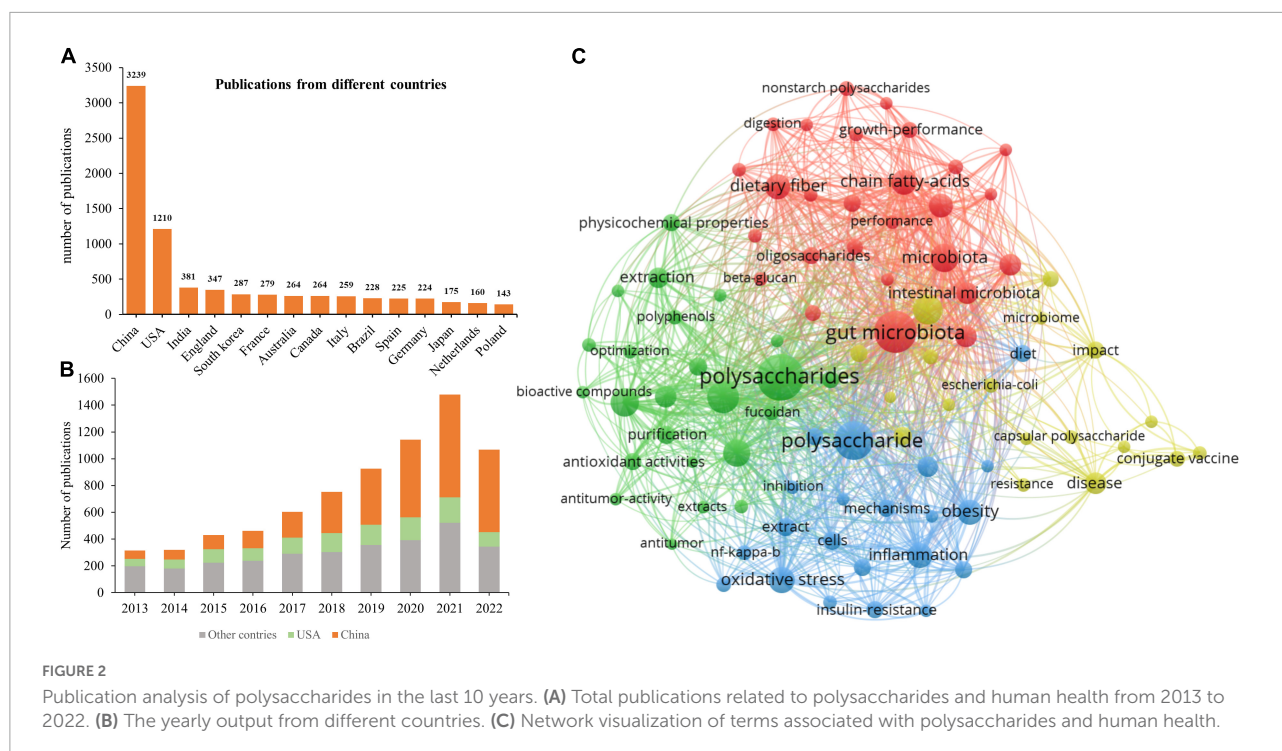 A
Publications from different countries
number of publications
3500
3000
2500
2000
1500
1000
500
0
3239
1210
381
347
287
279
264
264
259
228
225
224
175
160
143
China
USA
India
England
South korea
France
Australia
Canada
Italy
Brazil
Spain
Germany
Japan
Netherlands
Poland
B
Number of publications
1600
1400
1200
1000
800
600
400
200
0
2013
2014
2015
2016
2017
2018
2019
2020
2021
2022
Other contries
USA
China
C
nonstarch polysaccharides
digestion
growth-performance
dietary fiber
chain fatty-acids
performance
physicochemical properties
oligosaccharides
microbiota
beta-glucan
extraction
intestinal microbiota
polyphenols
microbiome
gut microbiota
optimization
diet
impact
polysaccharides
escherichia-coli
bioactive compounds
fucoidan
purification
polysaccharide
capsular polysaccharide
conjugate vaccine
antioxidant activities
resistance
disease
inhibition
antitumor-activity
extracts
mechanisms
obesity
extract
cells
antitumor
nf-kappa-b
inflammation
oxidative stress
insulin-resistance
FIGURE 2
Publication analysis of polysaccharides in the last 10 years. (A) Total publications related to polysaccharides and human health from 2013 to
2022. (B) The yearly output from different countries. (C) Network visualization of terms associated with polysaccharides and human health.